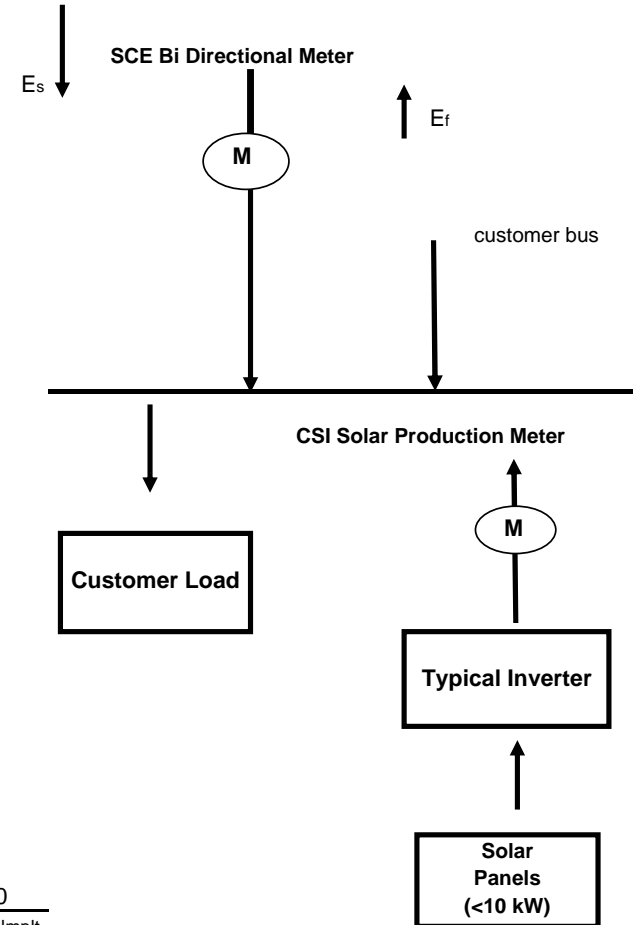 SCE Bi Directional Meter
Es
Ef
M
customer bus
CSI Solar Production Meter
M
Customer Load
Typical Inverter
Solar
Panels
(<10 kW)
0